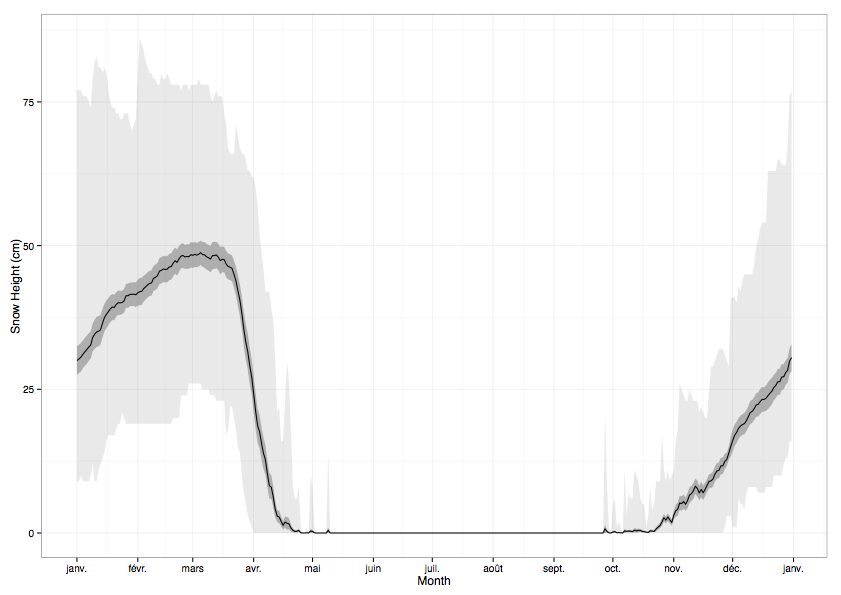 75
50
25
0
Snow Height (cm)
janv. févr. mars avr. mai juin juil. août sept. oct. nov. déc. janv.
Month